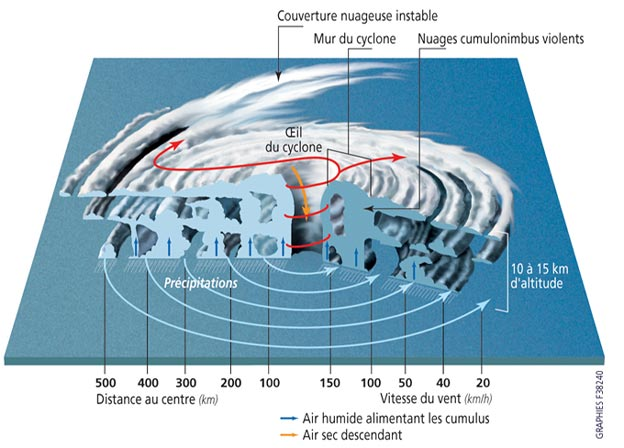 Couverture nuageuse instable
Mur du cyclone
Nuages cumulonimbus violents
Œil
du cyclone
10 à 15 km
d'altitude
Précipitations
500 400 300 200 100 150 100 50 40 20
Distance au centre (km) Vitesse du vent (km/h)
Air humide alimentant les cumulus
Air sec descendant
GRAPHIES F38240